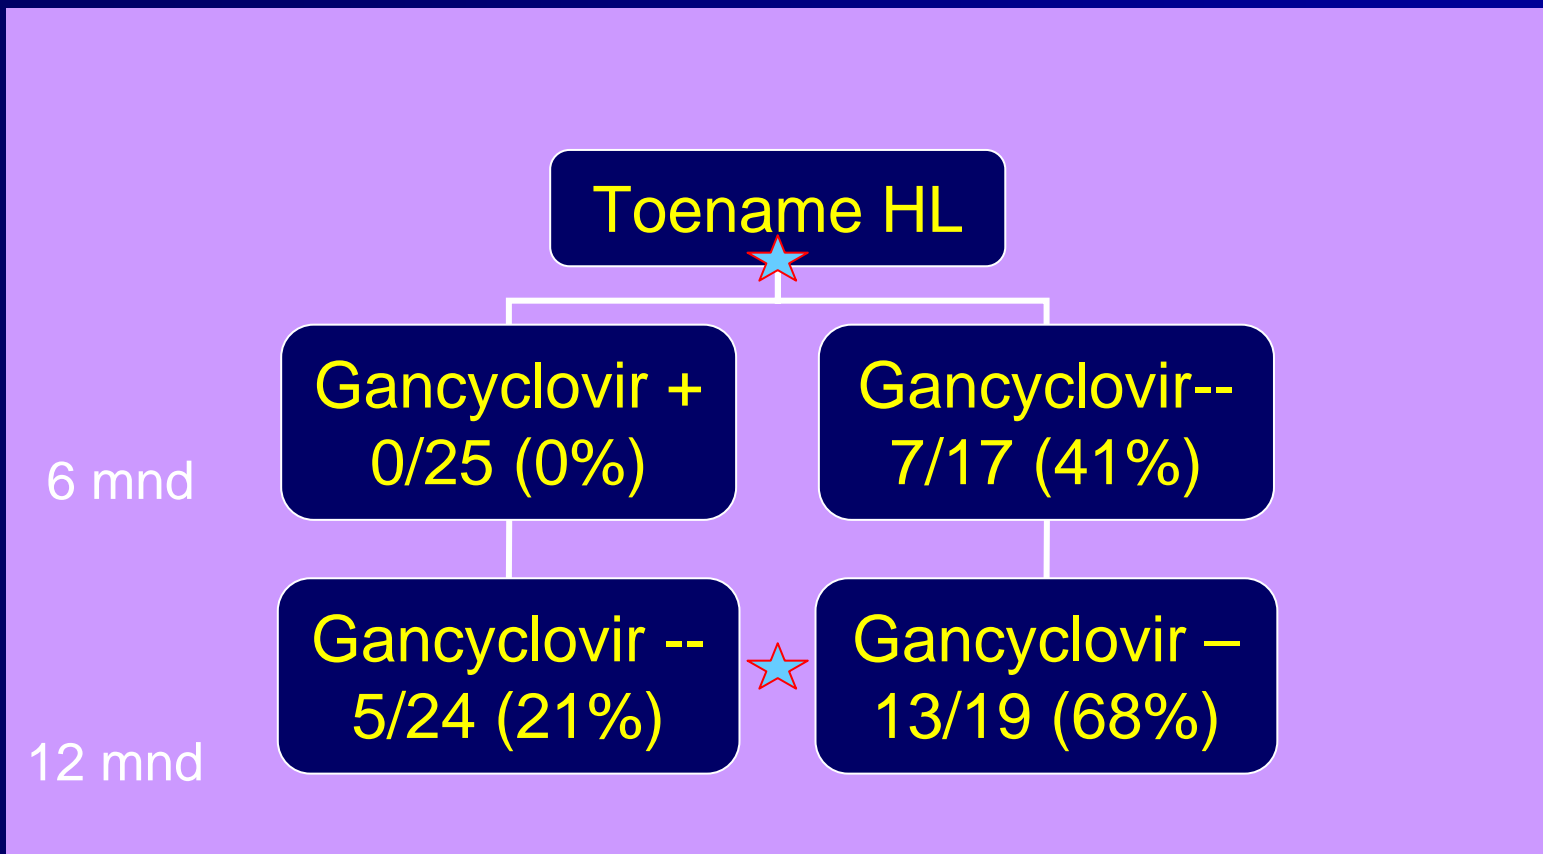 Toename HL
Gancyclovir +
0/25 (0%)
Gancyclovir--
7/17 (41%)
6 mnd
Gancyclovir --
5/24 (21%)
Gancyclovir –
13/19 (68%)
12 mnd